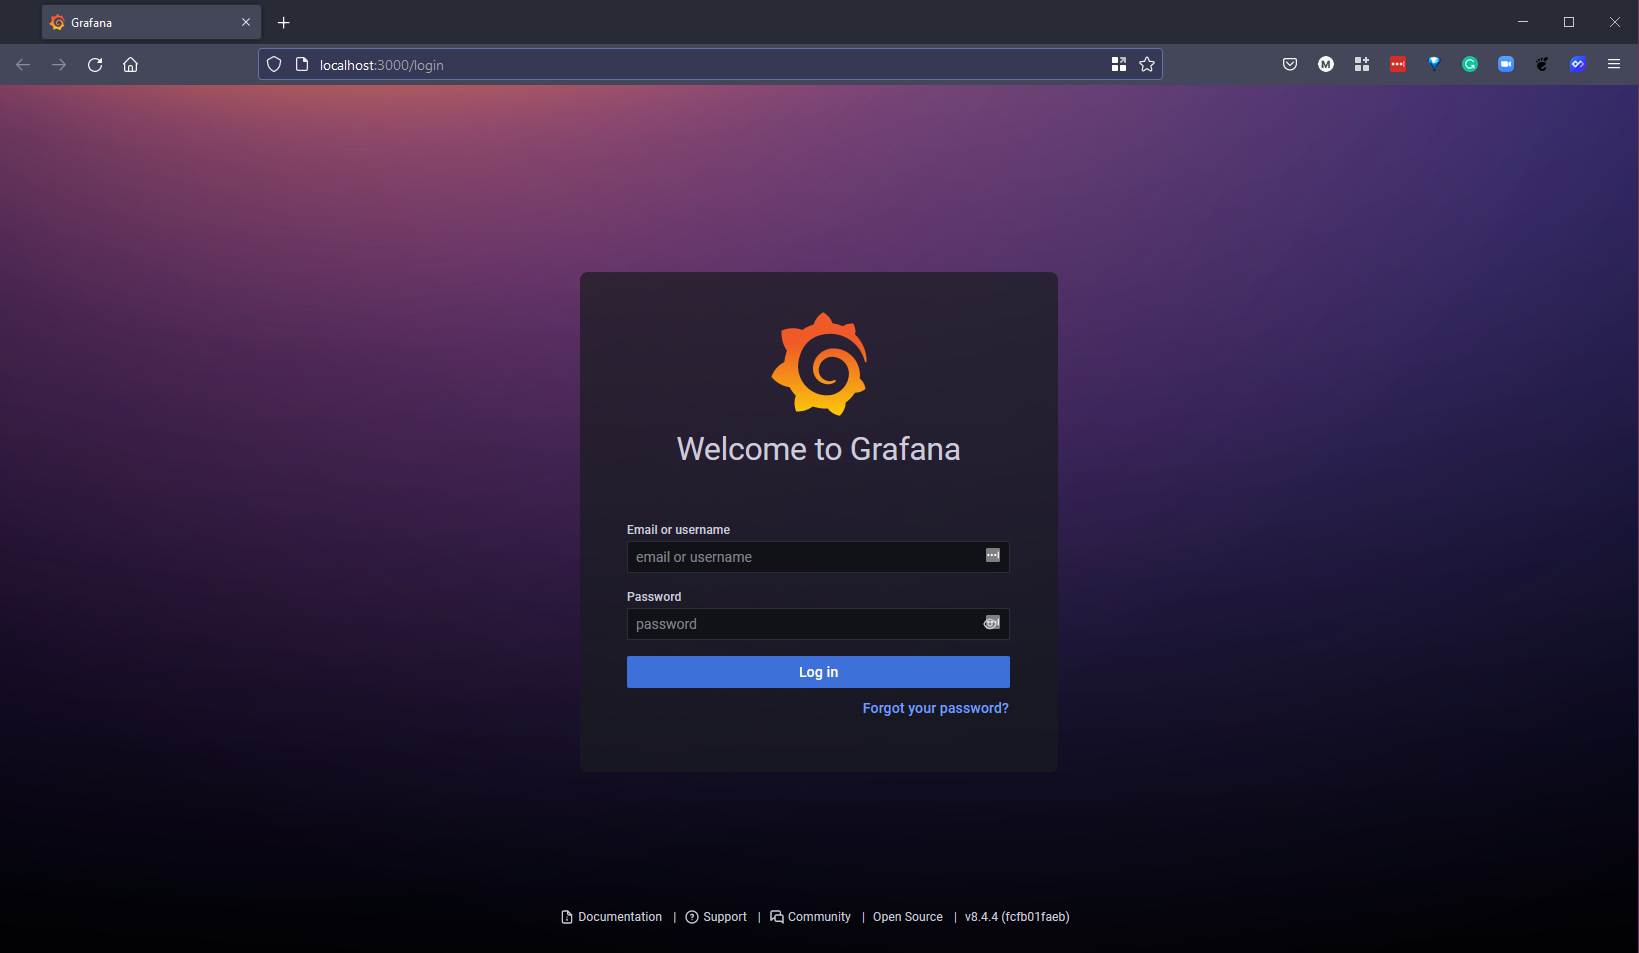 Grafana
localhost:3000/login
M
Welcome to Grafana
Email or username
email or username
Password
password
Log in
Forgot your password?
Documentation | Support | Community | Open Source | v8.4.4 (fcfb01faeb)